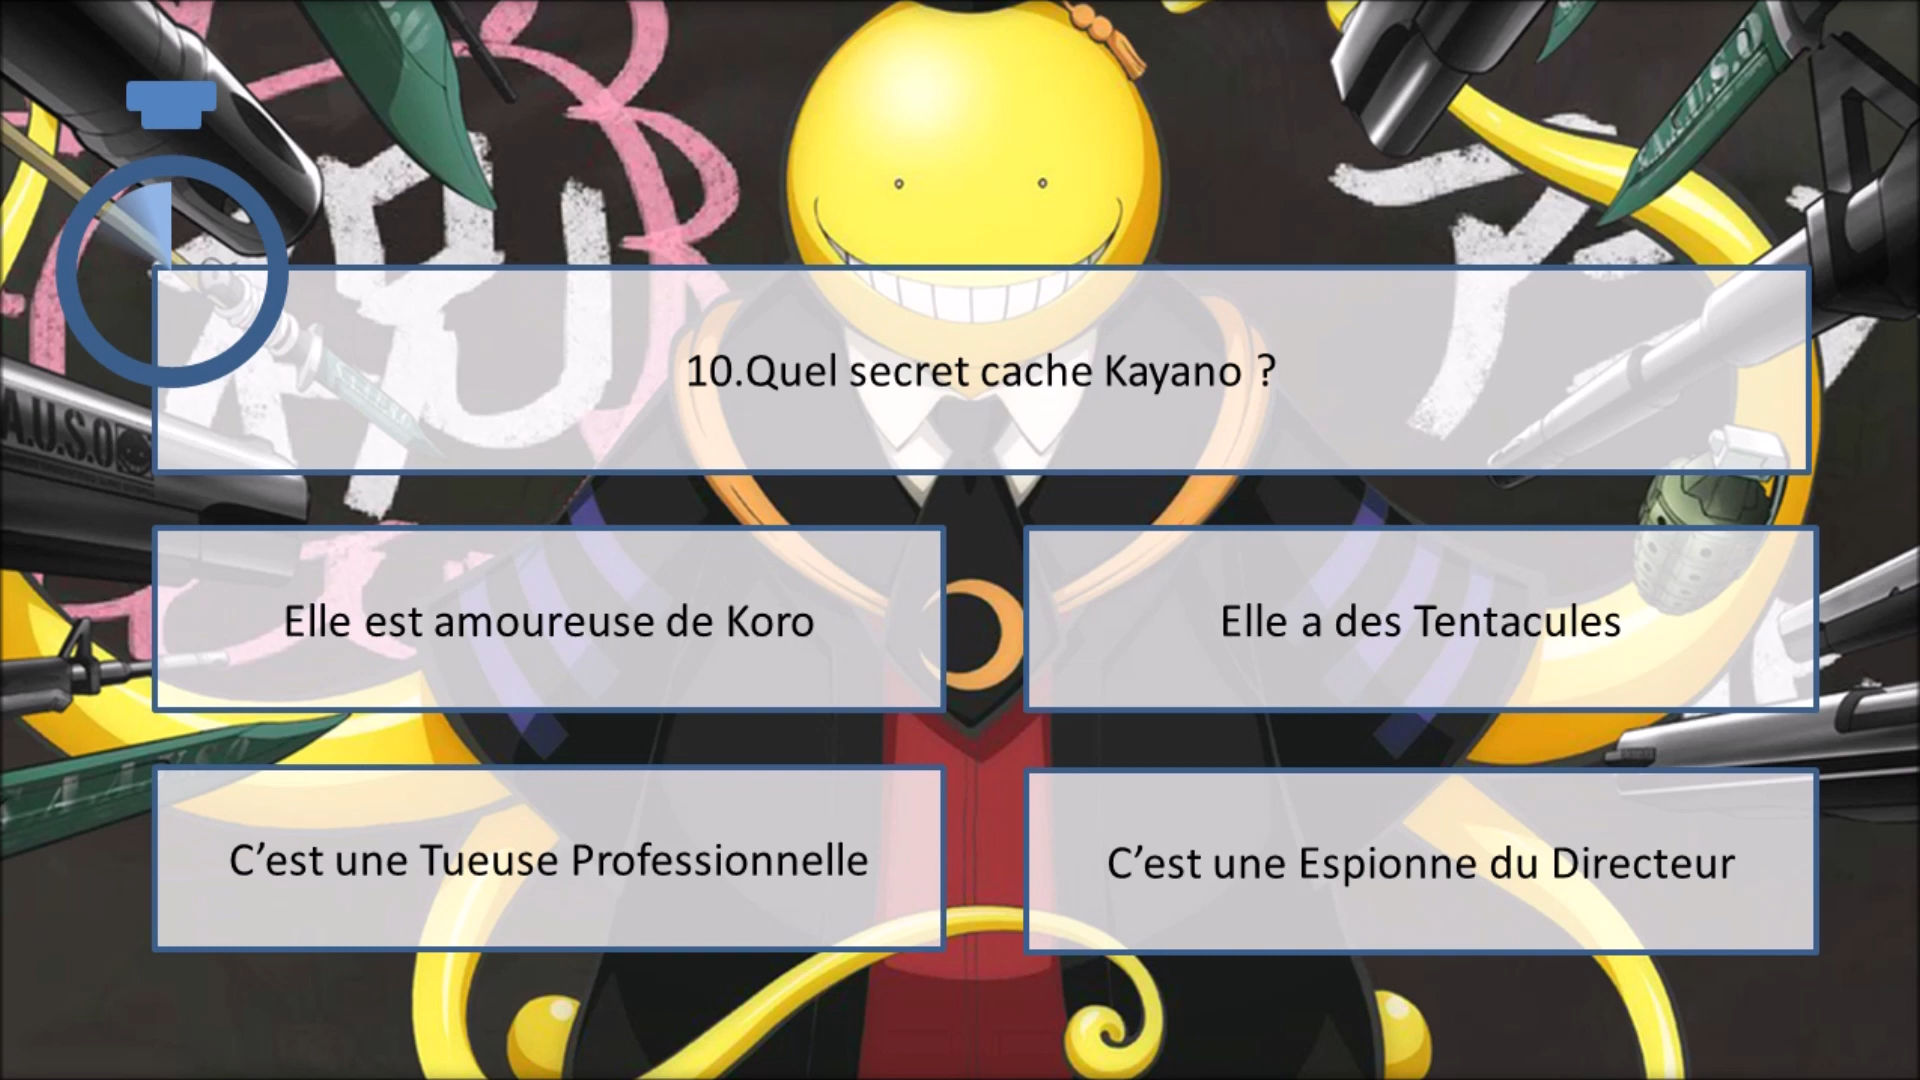 A.U.S.O
A.U.S.O
10.Quel secret cache Kayano ?
Elle est amoureuse de Koro
Elle a des Tentacules
C’est une Tueuse Professionnelle
C’est une Espionne du Directeur